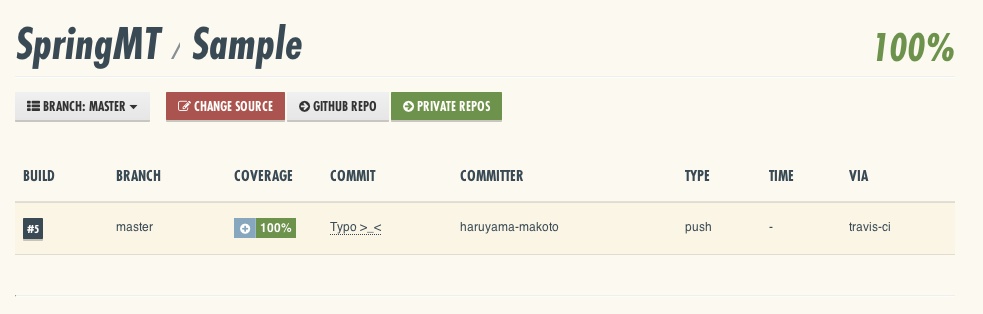 SpringMT / Sample 100%
BRANCH: MASTER CHANGE SOURCE GITHUB REPO PRIVATE REPOS
BUILD BRANCH COVERAGE COMMIT COMMITTER TYPE TIME VIA
#5 master 100% Typo >_< haruyama-makoto push - travis-ci